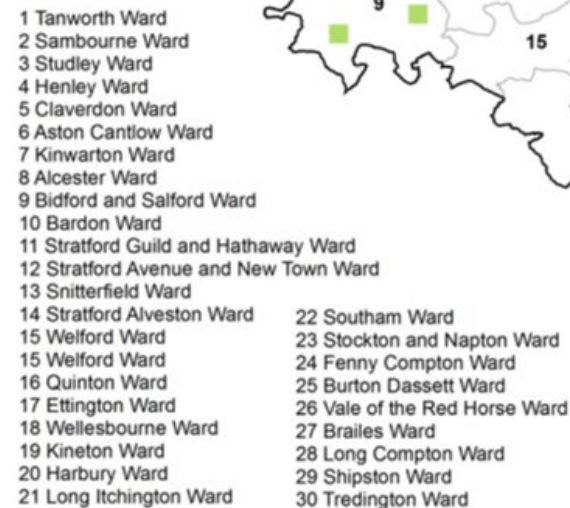 9
15
1 Tanworth Ward
2 Sambourne Ward
3 Studley Ward
4 Henley Ward
5 Claverdon Ward
6 Aston Cantlow Ward
7 Kinwarton Ward
8 Alcester Ward
9 Bidford and Salford Ward
10 Bardon Ward
11 Stratford Guild and Hathaway Ward
12 Stratford Avenue and New Town Ward
13 Snitterfield Ward
14 Stratford Alveston Ward
15 Welford Ward
15 Welford Ward
16 Quinton Ward
17 Ettington Ward
18 Wellesbourne Ward
19 Kineton Ward
20 Harbury Ward
21 Long Itchington Ward
22 Southam Ward
23 Stockton and Napton Ward
24 Fenny Compton Ward
25 Burton Dassett Ward
26 Vale of the Red Horse Ward
27 Brailes Ward
28 Long Compton Ward
29 Shipston Ward
30 Tredington Ward